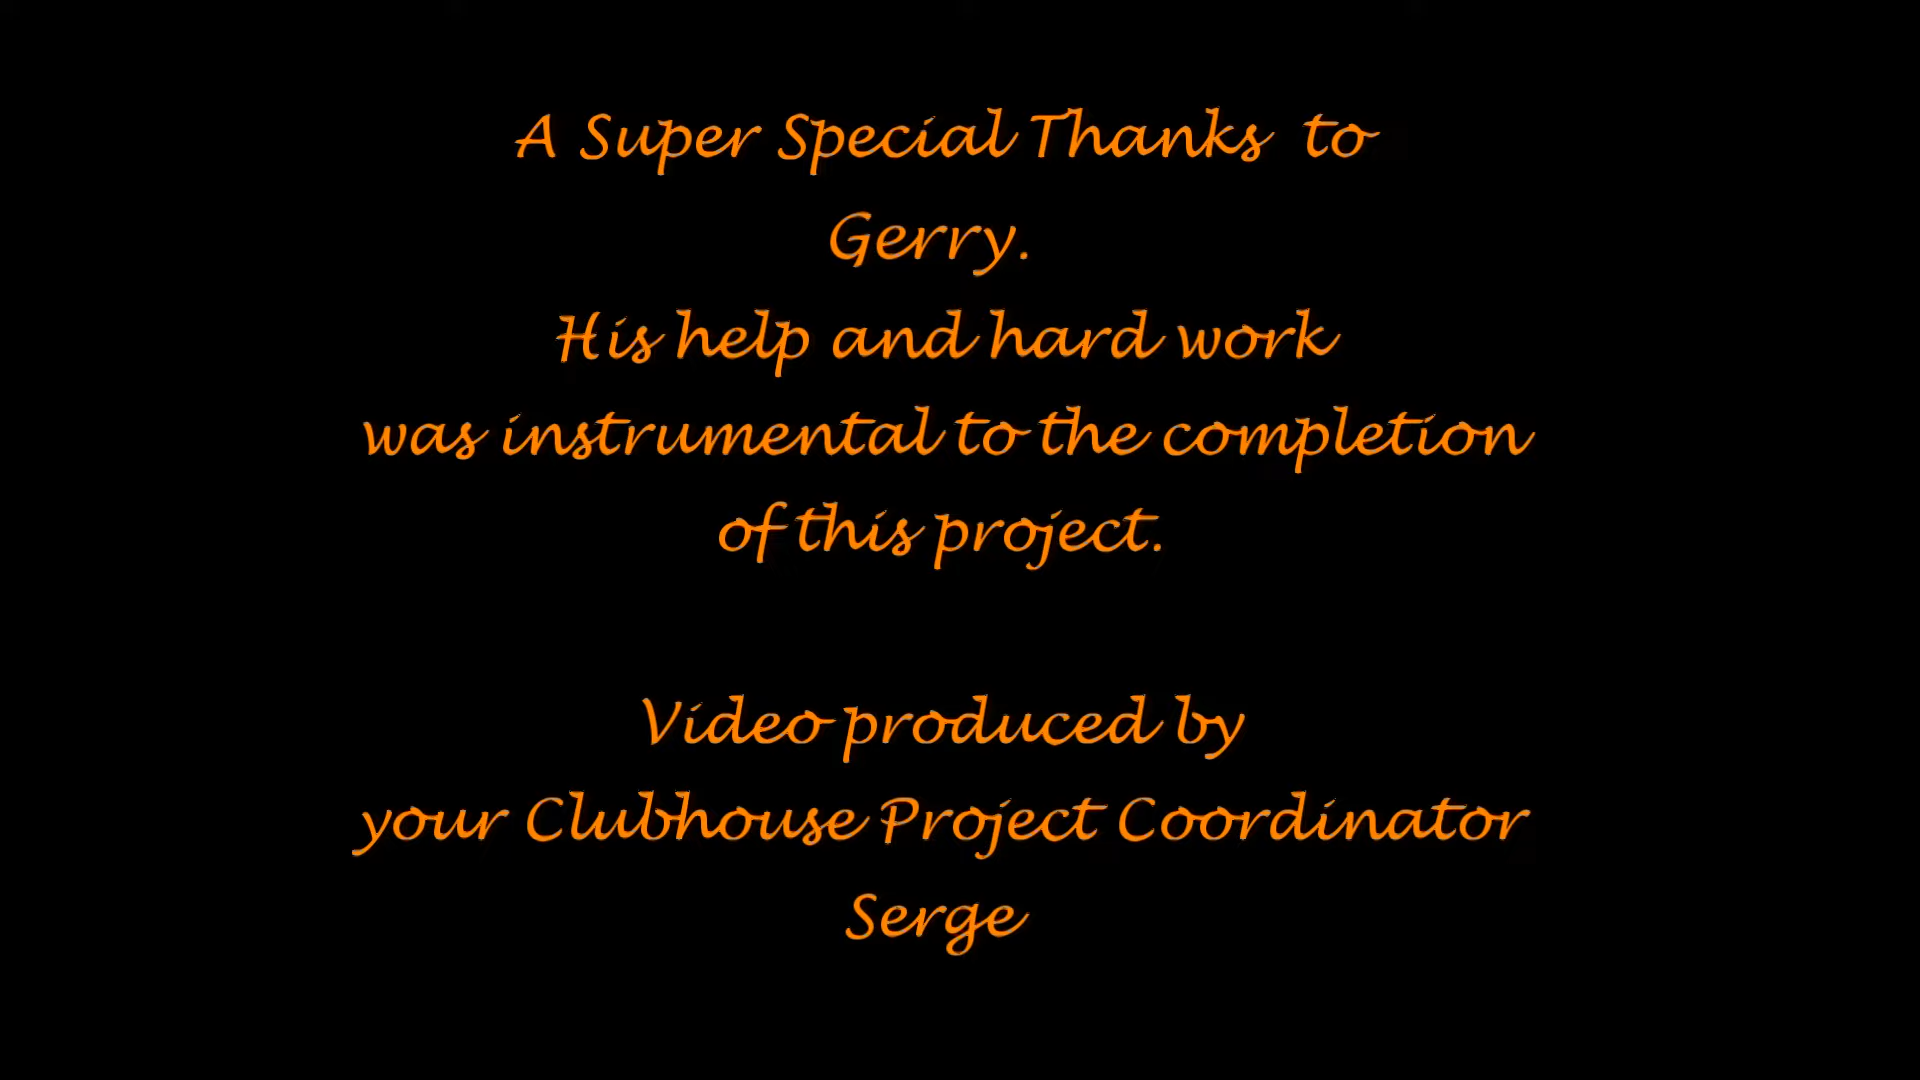 A Super Special Thanks to
Gerry.
His help and hard work
was instrumental to the completion
of this project.
Video produced by
your Clubhouse Project Coordinator
Serge